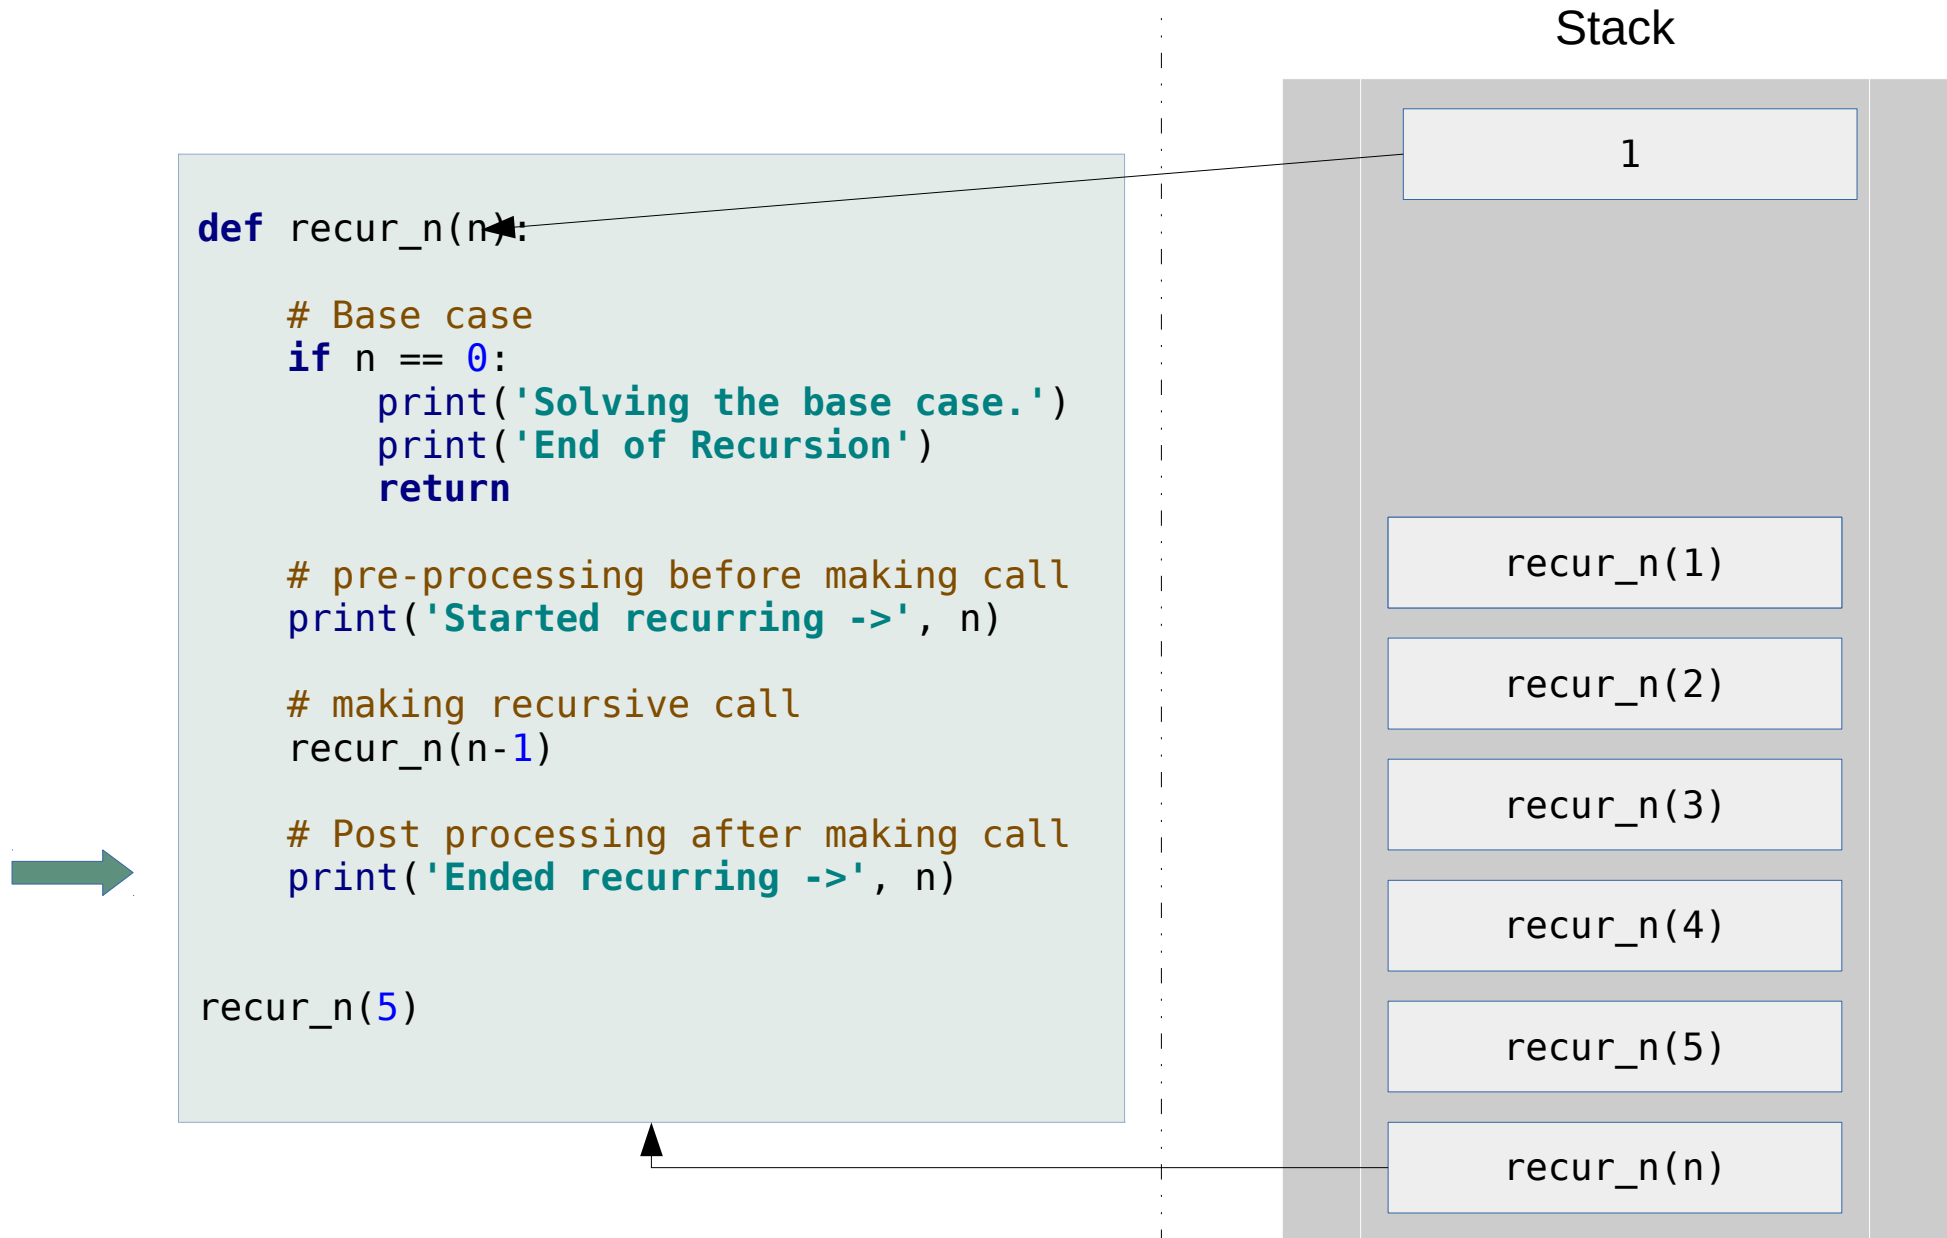 Stack
1
def recur_n(n):
    # Base case
    if n == 0:
        print('Solving the base case.')
        print('End of Recursion')
        return
    # pre-processing before making call
    print('Started recurring ->', n)
    # making recursive call
    recur_n(n-1)
    # Post processing after making call
    print('Ended recurring ->', n)
recur_n(5)
recur_n(1)
recur_n(2)
recur_n(3)
recur_n(4)
recur_n(5)
recur_n(n)